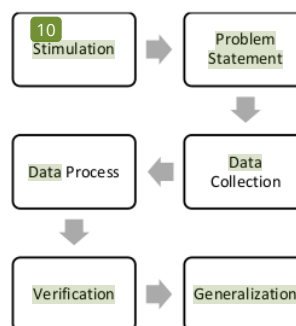 10
Stimulation
Problem
Statement
Data
Collection
Data Process
Verification
Generalization